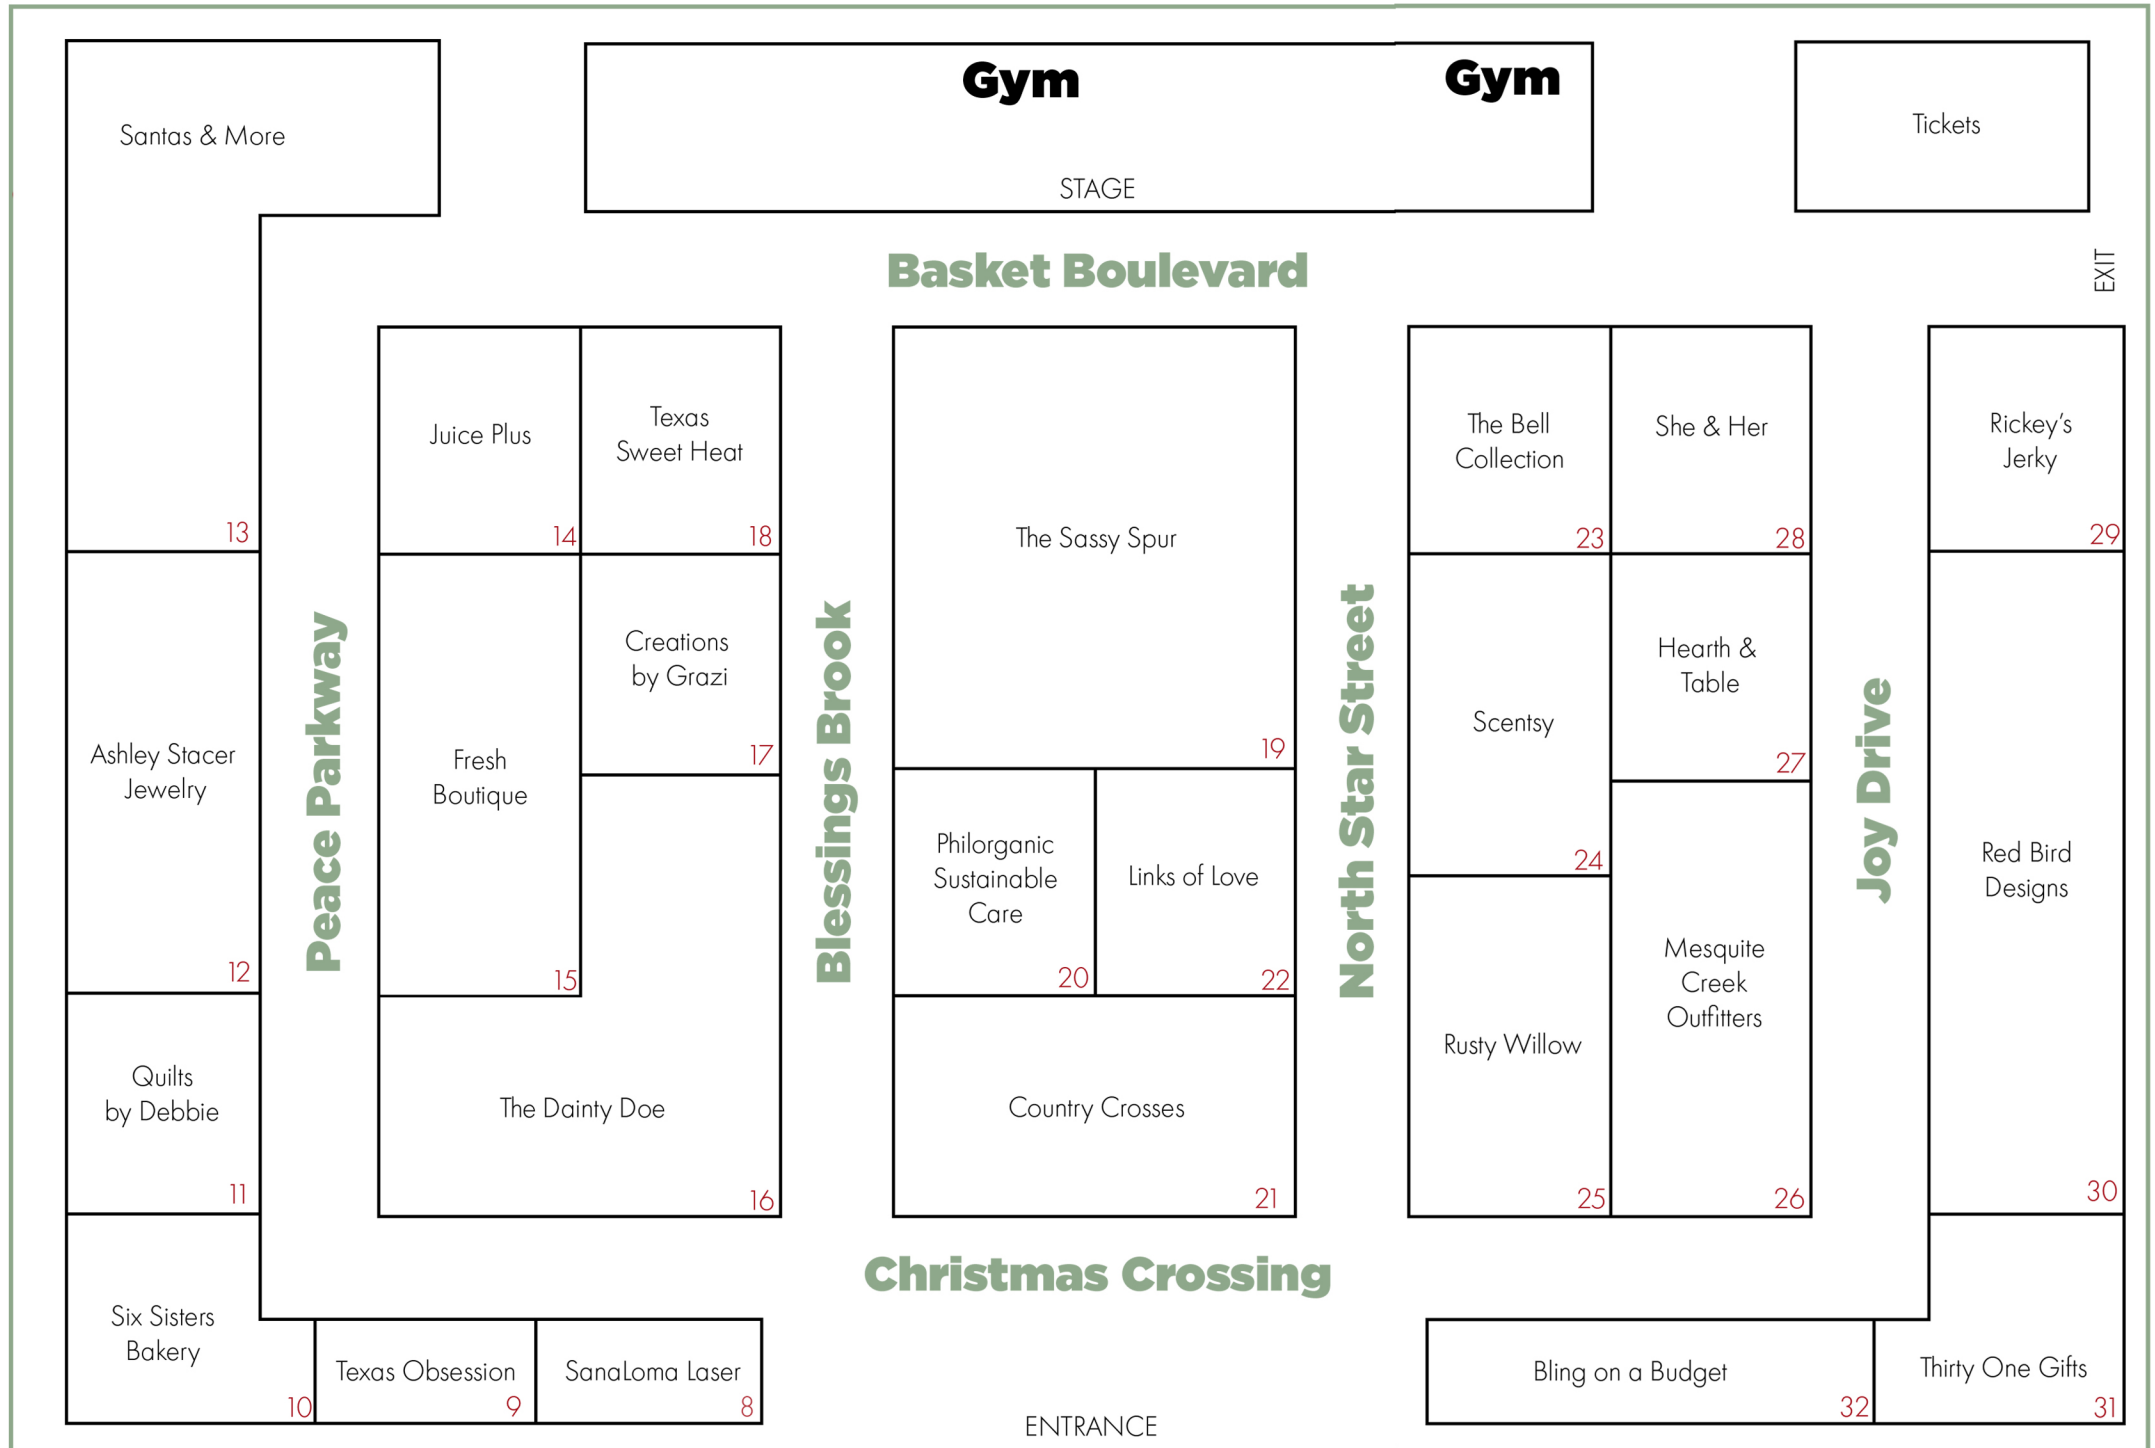 Gym
Gym
Santas & More
Tickets
STAGE
Basket Boulevard
EXIT
13
Juice Plus
14
Texas
Sweet Heat
18
The Sassy Spur
19
The Bell
Collection
23
She & Her
28
Rickey's
Jerky
29
Peace Parkway
Blessings Brook
North Star Street
Joy Drive
Ashley Stacer
Jewelry
12
Fresh
Boutique
15
Creations
by Grazi
17
Philorganic
Sustainable
Care
20
Links of Love
22
Scentsy
24
Hearth &
Table
27
Mesquite
Creek
Outfitters
26
Red Bird
Designs
30
Quilts
by Debbie
11
The Dainty Doe
16
Country Crosses
21
Rusty Willow
25
Christmas Crossing
Six Sisters
Bakery
10
Texas Obsession
9
SanaLoma Laser
8
ENTRANCE
Bling on a Budget
32
Thirty One Gifts
31